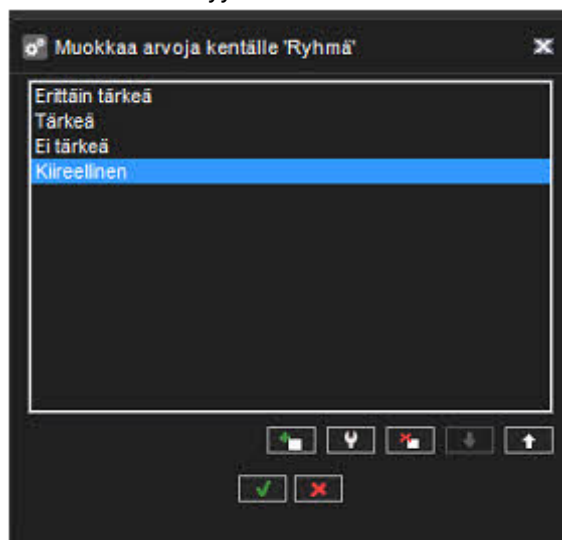 Muokkaa arvoja kentälle 'Ryhmä'
Erittäin tärkeä
Tärkeä
Ei tärkeä
Kiireellinen